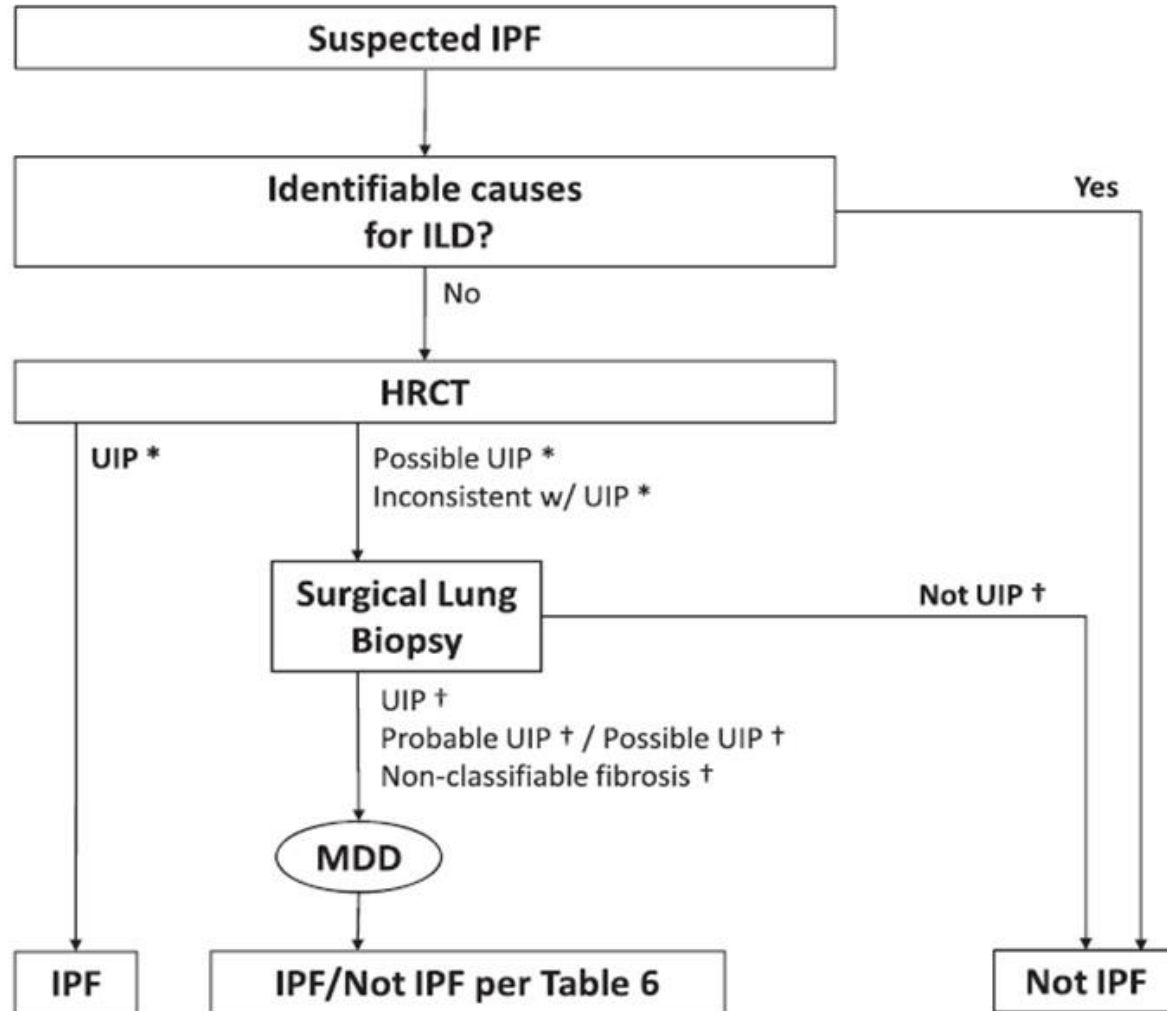 Suspected IPF
Identifiable causes
for ILD?
Yes
No
HRCT
UIP *
Possible UIP *
Inconsistent w/ UIP *
Surgical Lung
Biopsy
Not UIP †
UIP †
Probable UIP † / Possible UIP †
Non-classifiable fibrosis †
MDD
IPF
IPF/Not IPF per Table 6
Not IPF